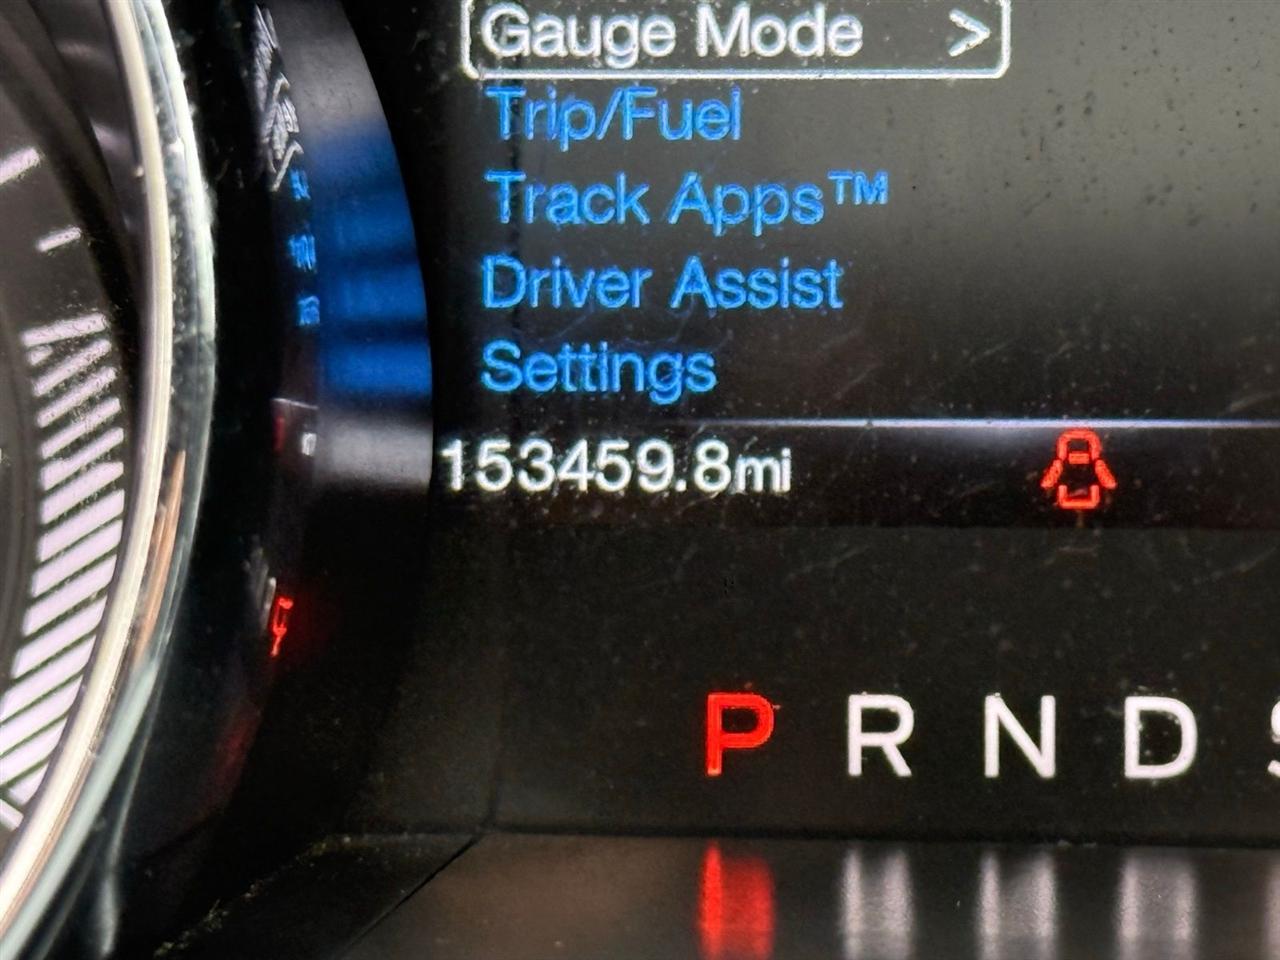 Gauge Mode >
Trip/Fuel
Track Apps™
Driver Assist
Settings
153459.8mi
P R N D